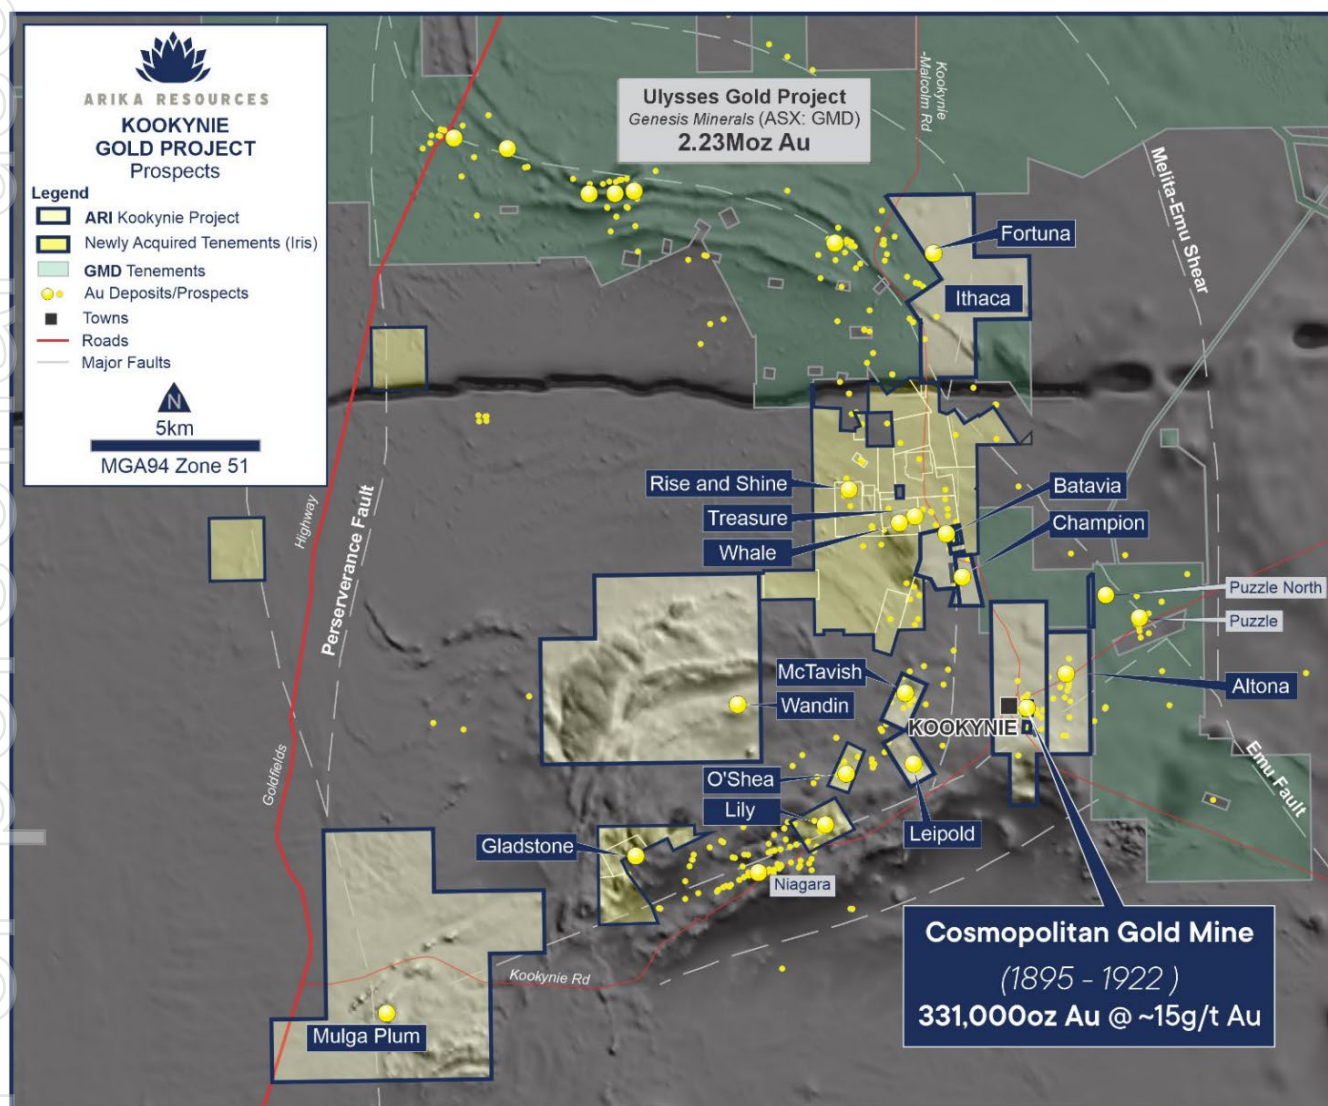 ARIKA RESOURCES
KOOKYNIE
GOLD PROJECT
Prospects
Legend
ARI Kookynie Project
Newly Acquired Tenements (Iris)
GMD Tenements
Au Deposits/Prospects
Towns
Roads
Major Faults
N
5km
MGA94 Zone 51
Ulysses Gold Project
Genesis Minerals (ASX: GMD)
2.23Moz Au
Kookynie
-Malcolm Rd
Melita-Emu Shear
Fortuna
Ithaca
Rise and Shine
Treasure
Whale
Batavia
Champion
Highway
Perserverance Fault
Puzzle North
Puzzle
McTavish
Wandin
KOOKYNIE
Altona
Goldfields
O'Shea
Lily
Leipold
Emu Fault
Gladstone
Niagara
Kookynie Rd
Mulga Plum
Cosmopolitan Gold Mine
(1895 - 1922 )
331,000oz Au @ ~15g/t Au